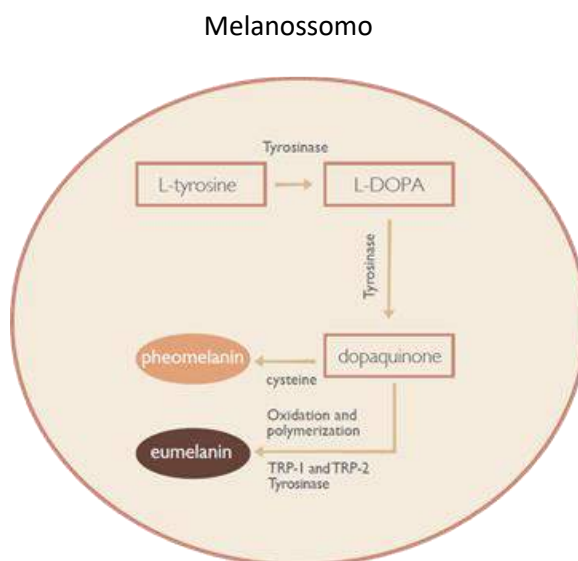 Melanossomo
Tyrosinase
L-tyrosine
L-DOPA
Tyrosinase
dopaquinone
pheomelanin
cysteine
Oxidation and
polymerization
eumelanin
TRP-1 and TRP-2
Tyrosinase